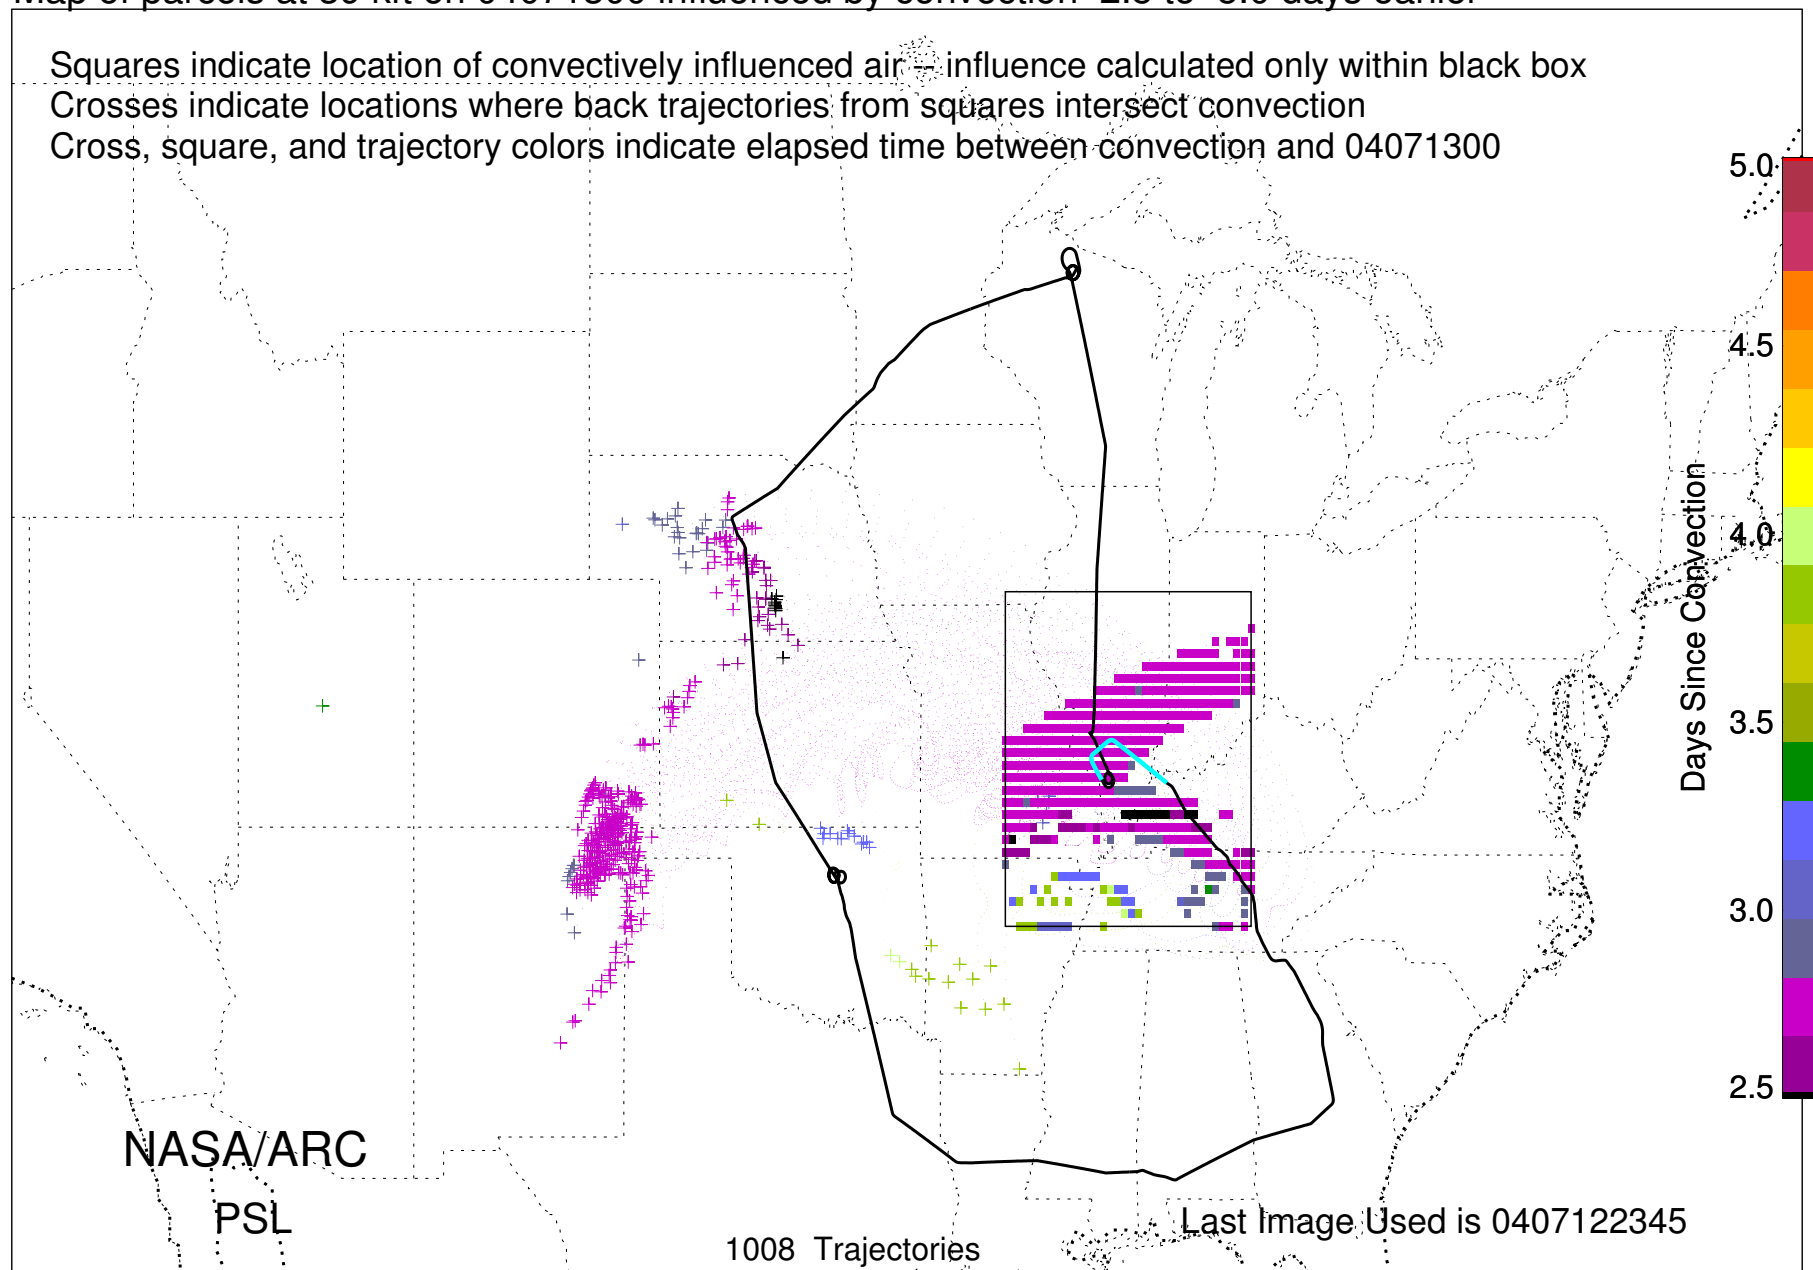 Squares indicate location of convectively influenced air -- influence calculated only within black box
Crosses indicate locations where back trajectories from squares intersect convection
Cross, square, and trajectory colors indicate elapsed time between convection and 04071300
5.0
4.5
4.0
3.5
3.0
2.5
Days Since Convection
NASA/ARC
PSL
Last Image Used is 0407122345
1008 Trajectories